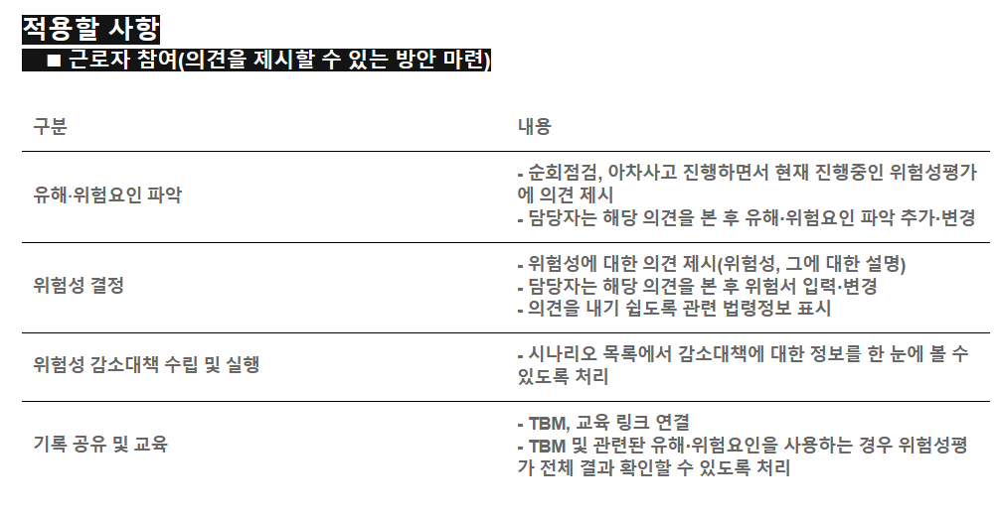 적용할 사항
■ 근로자 참여(의견을 제시할 수 있는 방안 마련)
구분
내용
유해·위험요인 파악
- 순회점검, 아차사고 진행하면서 현재 진행중인 위험성평가
에 의견 제시
- 담당자는 해당 의견을 본 후 유해·위험요인 파악 추가·변경
위험성 결정
- 위험성에 대한 의견 제시(위험성, 그에 대한 설명)
- 담당자는 해당 의견을 본 후 위험서 입력·변경
- 의견을 내기 쉽도록 관련 법령정보 표시
위험성 감소대책 수립 및 실행
- 시나리오 목록에서 감소대책에 대한 정보를 한 눈에 볼 수
있도록 처리
기록 공유 및 교육
- TBM, 교육 링크 연결
- TBM 및 관련돤 유해·위험요인을 사용하는 경우 위험성평
가 전체 결과 확인할 수 있도록 처리